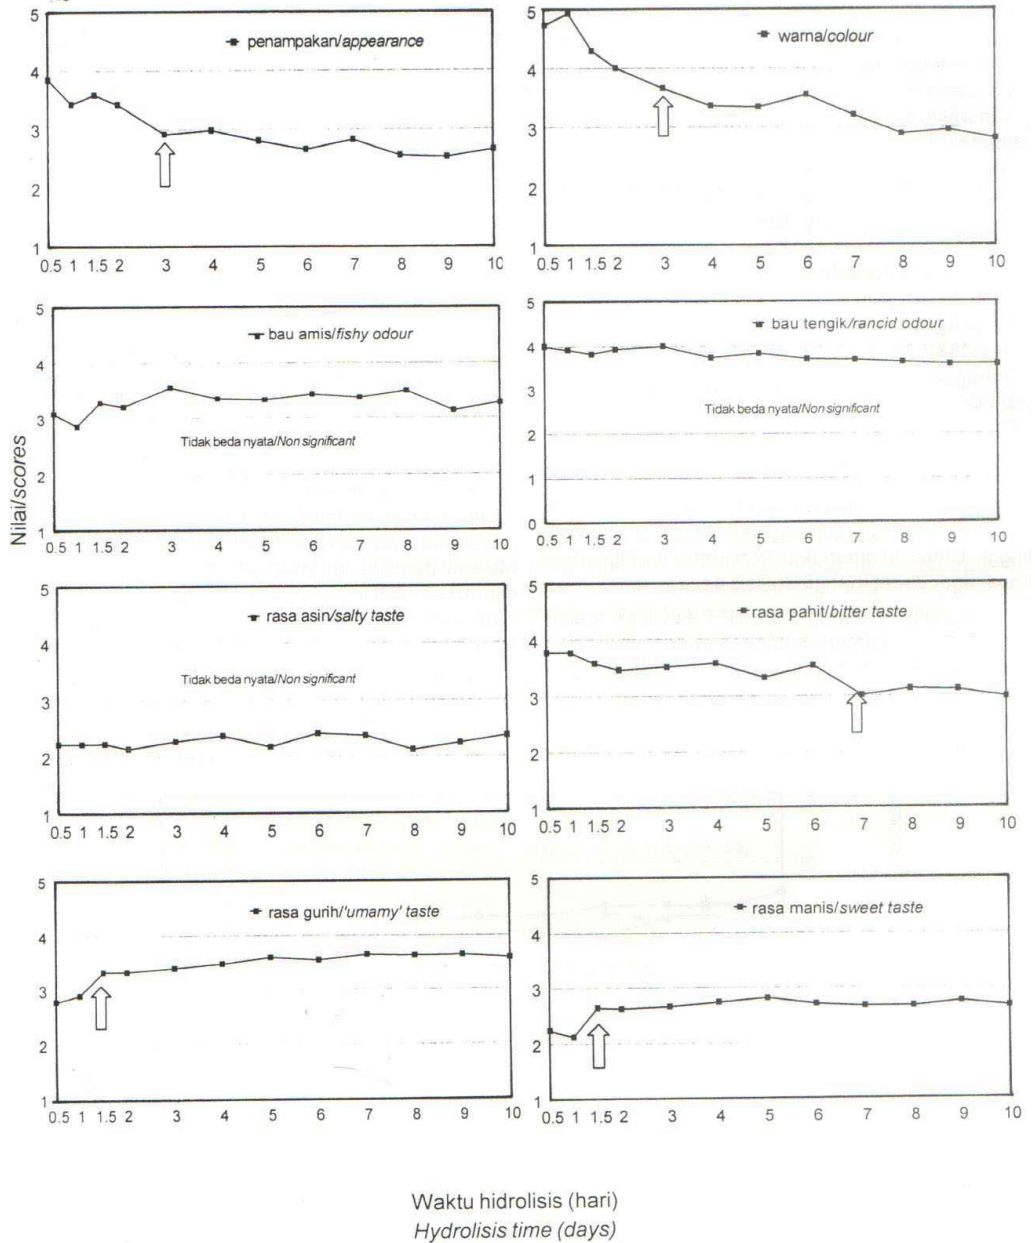 penampakan/appearance
5
4
3
2
1
0.5 1 1.5 2 3 4 5 6 7 8 9 10
warna/colour
5
4
3
2
1
0.5 1 1.5 2 3 4 5 6 7 8 9 10
bau amis/fishy odour
5
4
3
Tidak beda nyata/Non significant
2
1
0.5 1 1.5 2 3 4 5 6 7 8 9 10
bau tengik/rancid odour
5
4
3
Tidak beda nyata/Non significant
2
1
0
0.5 1 1.5 2 3 4 5 6 7 8 9 10
Nilai/scores
rasa asin/salty taste
5
4
Tidak beda nyata/Non significant
3
2
1
0.5 1 1.5 2 3 4 5 6 7 8 9 10
rasa pahit/bitter taste
5
4
3
2
1
0.5 1 1.5 2 3 4 5 6 7 8 9 10
rasa gurih/'umamy' taste
5
4
3
2
1
0.5 1 1.5 2 3 4 5 6 7 8 9 10
rasa manis/sweet taste
5
4
3
2
1
0.5 1 1.5 2 3 4 5 6 7 8 9 10
Waktu hidrolisis (hari)
Hydrolisis time (days)